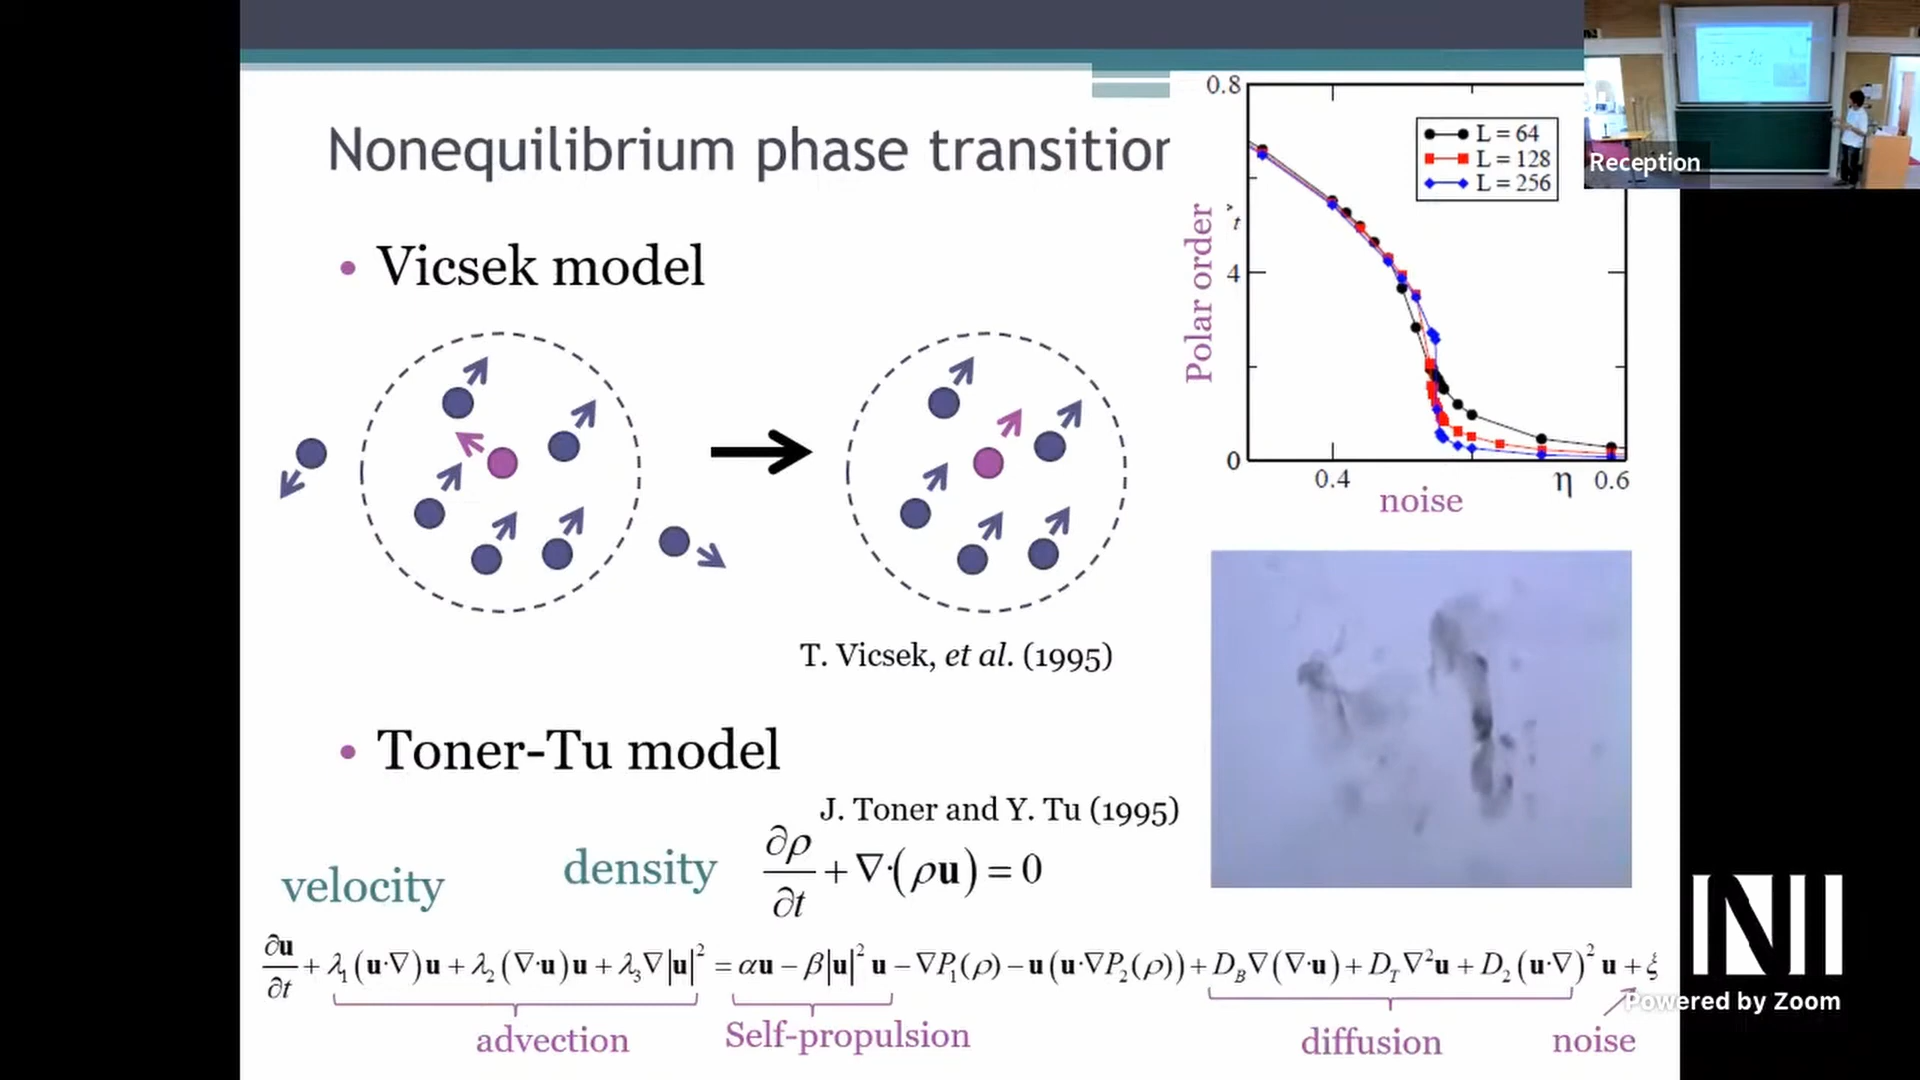 Nonequilibrium phase transition
• Vicsek model
T. Vicsek, et al. (1995)
0.8
L = 64
L = 128
L = 256
Reception
Polar order
t
4
0
0.4
η
0.6
noise
• Toner-Tu model
J. Toner and Y. Tu (1995)
velocity
density
∂ρ/∂t + ∇·(ρu) = 0
∂u/∂t + λ₁(u·∇)u + λ₂(∇·u)u + λ₃∇|u|² = αu − β|u|²u − ∇P₁(ρ) − u(u·∇P₂(ρ)) + D_B∇(∇·u) + D_T∇²u + D₂(u·∇)²u + ξ
advection
Self-propulsion
diffusion
noise
Powered by Zoom